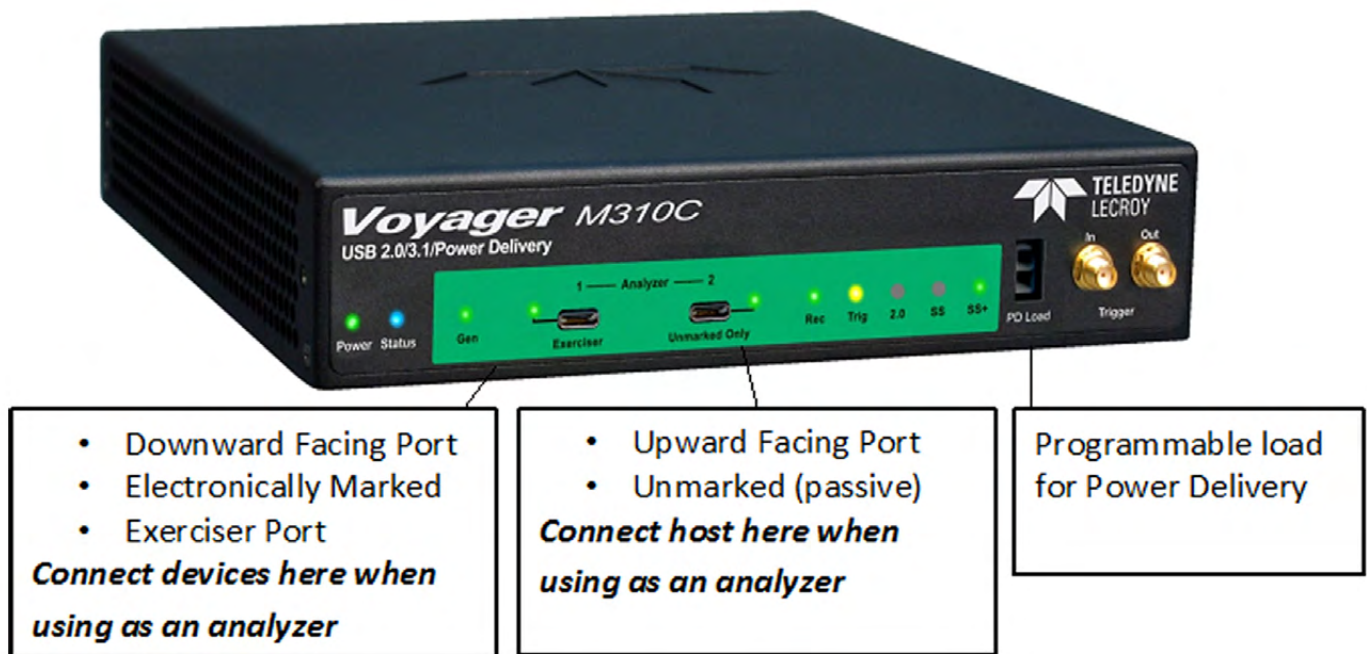 Voyager M310C
USB 2.0/3.1/Power Delivery
TELEDYNE
LECROY
In
Out
1 Analyzer 2
Power
Status
Gen
Exerciser
Unmarked Only
Rec
Trig
2.0
SS
SS+
PD Load
Trigger
• Downward Facing Port
• Electronically Marked
• Exerciser Port
Connect devices here when
using as an analyzer
• Upward Facing Port
• Unmarked (passive)
Connect host here when
using as an analyzer
Programmable load
for Power Delivery